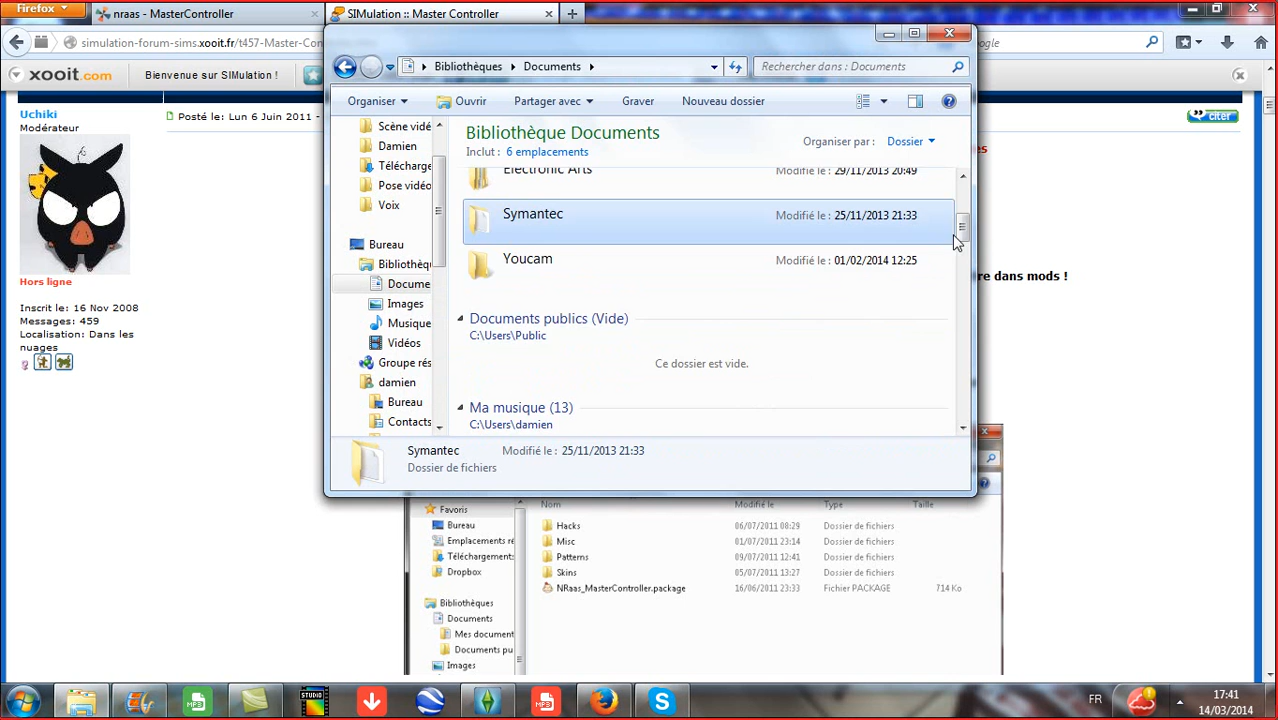 Firefox
nraas - MasterController
SIMulation :: Master Controller
simulation-forum-sims.xooit.fr/t457-Master-Con
oogle
xooit.com
Bienvenue sur SIMulation !
Uchiki
Modérateur
Posté le: Lun 6 Juin 2011 -
citer
Hors ligne
Inscrit le: 16 Nov 2008
Messages: 459
Localisation: Dans les
nuages
es
re dans mods !
Bibliothèques
Documents
Rechercher dans : Documents
Organiser
Ouvrir
Partager avec
Graver
Nouveau dossier
Scène vidé
Damien
Télécharge
Pose vidéo
Voix
Bureau
Bibliothèq
Docume
Images
Musique
Vidéos
Groupe rés
damien
Bureau
Contacts
Bibliothèque Documents
Inclut : 6 emplacements
Organiser par : Dossier
Electronic Arts
Modifié le : 29/11/2013 20:49
Symantec
Modifié le : 25/11/2013 21:33
Youcam
Modifié le : 01/02/2014 12:25
Documents publics (Vide)
C:\Users\Public
Ce dossier est vide.
Ma musique (13)
C:\Users\damien
Symantec
Modifié le : 25/11/2013 21:33
Dossier de fichiers
Favoris
Bureau
Emplacements ré
Téléchargement:
Dropbox
Bibliothèques
Documents
Mes document
Documents pu
Images
Nom
Modifié le
Type
Taille
Hacks
06/07/2011 08:29
Dossier de fichiers
Misc
01/07/2011 23:14
Dossier de fichiers
Patterns
09/07/2011 12:41
Dossier de fichiers
Skins
05/07/2011 13:27
Dossier de fichiers
NRaas_MasterController.package
16/06/2011 23:33
Fichier PACKAGE
714 Ko
MP3
STUDIO
MP3
FR
17:41
14/03/2014